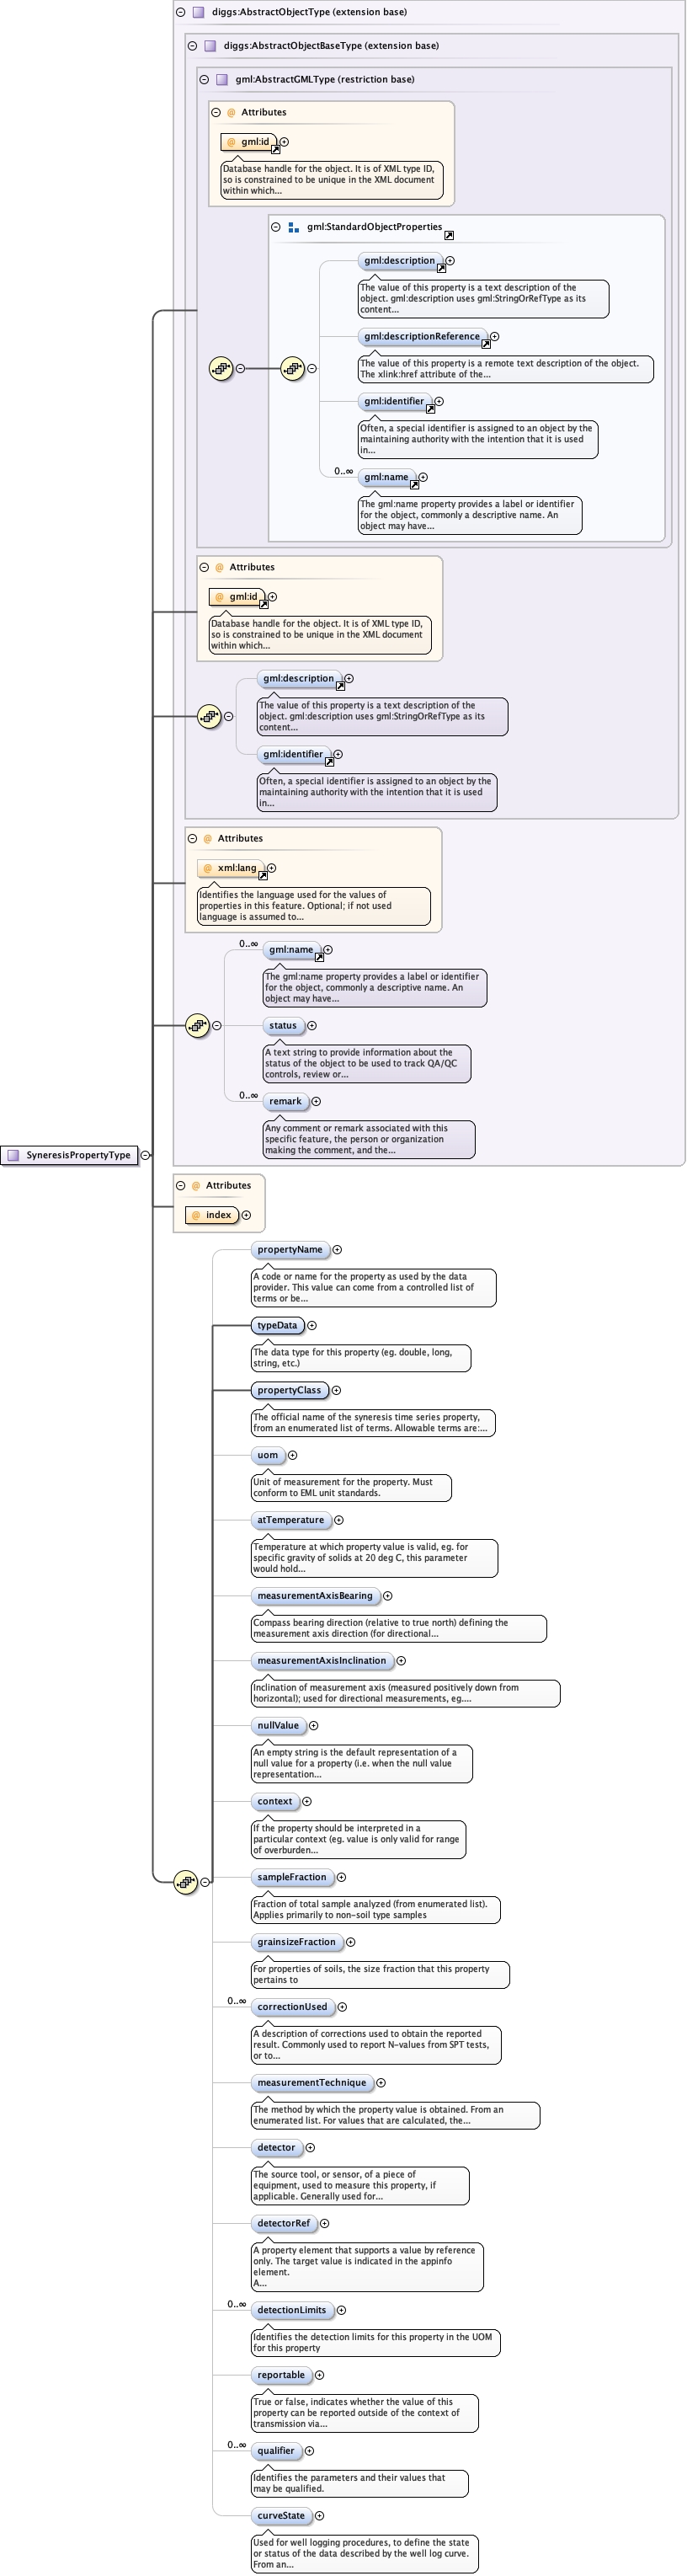 diggs:AbstractObjectType (extension base)
diggs:AbstractObjectBaseType (extension base)
gml:AbstractGMLType (restriction base)
@ Attributes
@ gml:id
Database handle for the object. It is of XML type ID,
so is constrained to be unique in the XML document
within which...
gml:StandardObjectProperties
gml:description
The value of this property is a text description of the
object. gml:description uses gml:StringOrRefType as its
content...
gml:descriptionReference
The value of this property is a remote text description of the object.
The xlink:href attribute of the...
gml:identifier
Often, a special identifier is assigned to an object by the
maintaining authority with the intention that it is used
in...
0..∞
gml:name
The gml:name property provides a label or identifier
for the object, commonly a descriptive name. An
object may have...
@ Attributes
@ gml:id
Database handle for the object. It is of XML type ID,
so is constrained to be unique in the XML document
within which...
gml:description
The value of this property is a text description of the
object. gml:description uses gml:StringOrRefType as its
content...
gml:identifier
Often, a special identifier is assigned to an object by the
maintaining authority with the intention that it is used
in...
@ Attributes
@ xml:lang
Identifies the language used for the values of
properties in this feature. Optional; if not used
language is assumed to...
0..∞
gml:name
The gml:name property provides a label or identifier
for the object, commonly a descriptive name. An
object may have...
status
A text string to provide information about the
status of the object to be used to track QA/QC
controls, review or...
0..∞
remark
Any comment or remark associated with this
specific feature, the person or organization
making the comment, and the...
SyneresisPropertyType
@ Attributes
@ index
propertyName
A code or name for the property as used by the data
provider. This value can come from a controlled list of
terms or be...
typeData
The data type for this property (eg. double, long,
string, etc.)
propertyClass
The official name of the syneresis time series property,
from an enumerated list of terms. Allowable terms are:...
uom
Unit of measurement for the property. Must
conform to EML unit standards.
atTemperature
Temperature at which property value is valid, eg. for
specific gravity of solids at 20 deg C, this parameter
would hold...
measurementAxisBearing
Compass bearing direction (relative to true north) defining the
measurement axis direction (for directional...
measurementAxisInclination
Inclination of measurement axis (measured positively down from
horizontal); used for directional measurements, eg....
nullValue
An empty string is the default representation of a
null value for a property (i.e. when the null value
representation...
context
If the property should be interpreted in a
particular context (eg. value is only valid for range
of overburden...
sampleFraction
Fraction of total sample analyzed (from enumerated list).
Applies primarily to non-soil type samples
grainsizeFraction
For properties of soils, the size fraction that this property
pertains to
0..∞
correctionUsed
A description of corrections used to obtain the reported
result. Commonly used to report N-values from SPT tests,
or to...
measurementTechnique
The method by which the property value is obtained. From an
enumerated list. For values that are calculated, the...
detector
The source tool, or sensor, of a piece of
equipment, used to measure this property, if
applicable. Generally used for...
detectorRef
A property element that supports a value by reference
only. The target value is indicated in the appinfo
element.
A...
0..∞
detectionLimits
Identifies the detection limits for this property in the UOM
for this property
reportable
True or false, indicates whether the value of this
property can be reported outside of the context of
transmission via...
0..∞
qualifier
Identifies the parameters and their values that
may be qualified.
curveState
Used for well logging procedures, to define the state
or status of the data described by the well log curve.
From an...